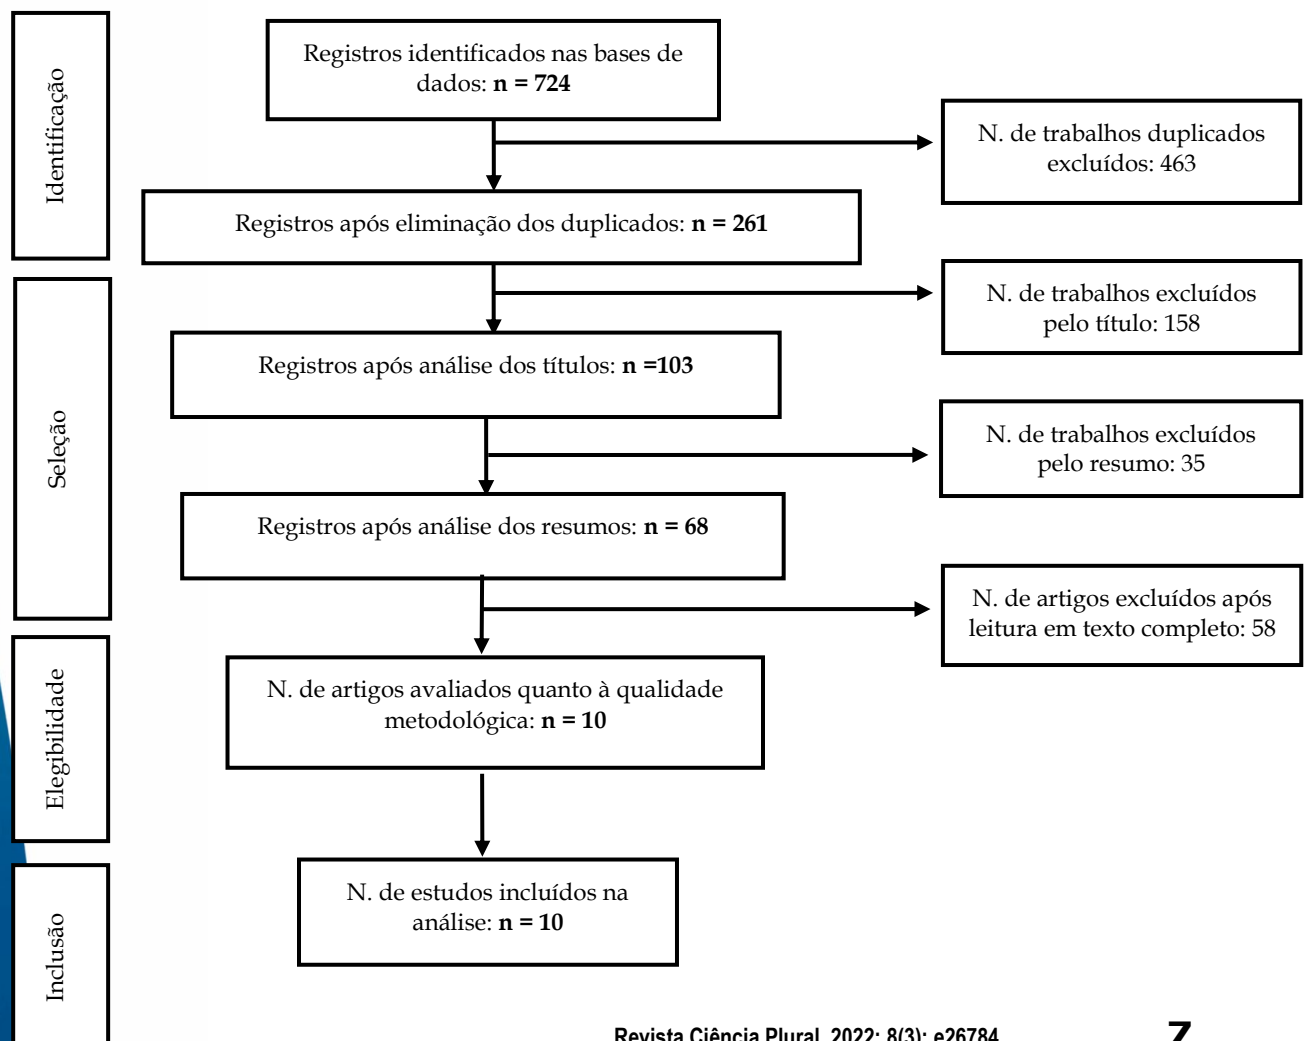 Identificação
Registros identificados nas bases de
dados: n = 724
N. de trabalhos duplicados
excluídos: 463
Registros após eliminação dos duplicados: n = 261
Seleção
N. de trabalhos excluídos
pelo título: 158
Registros após análise dos títulos: n =103
N. de trabalhos excluídos
pelo resumo: 35
Registros após análise dos resumos: n = 68
N. de artigos excluídos após
leitura em texto completo: 58
Elegibilidade
N. de artigos avaliados quanto à qualidade
metodológica: n = 10
Inclusão
N. de estudos incluídos na
análise: n = 10
Revista Ciência Plural. 2022; 8(3): e26784
7